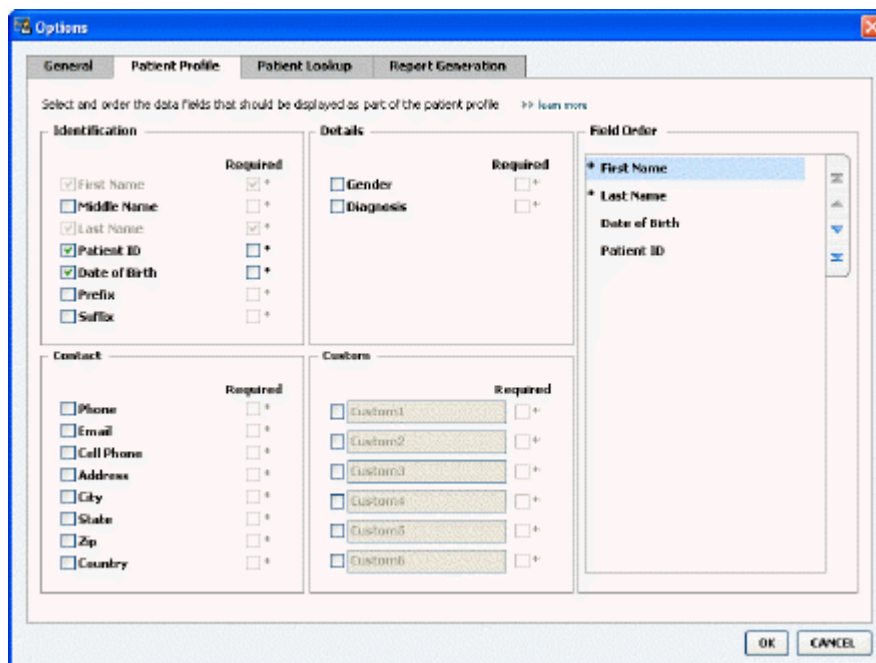 Options
General Patient Profile Patient Lookup Report Generation
Select and order the data fields that should be displayed as part of the patient profile >> learn more
Identification
Required
First Name *
Middle Name *
Last Name *
Patient ID *
Date of Birth *
Prefix *
Suffix *
Details
Required
Gender *
Diagnosis *
Field Order
* First Name
* Last Name
Date of Birth
Patient ID
Contact
Required
Phone *
Email *
Cell Phone *
Address *
City *
State *
Zip *
Country *
Custom
Required
Custom1 *
Custom2 *
Custom3 *
Custom4 *
Custom5 *
Custom6 *
OK CANCEL